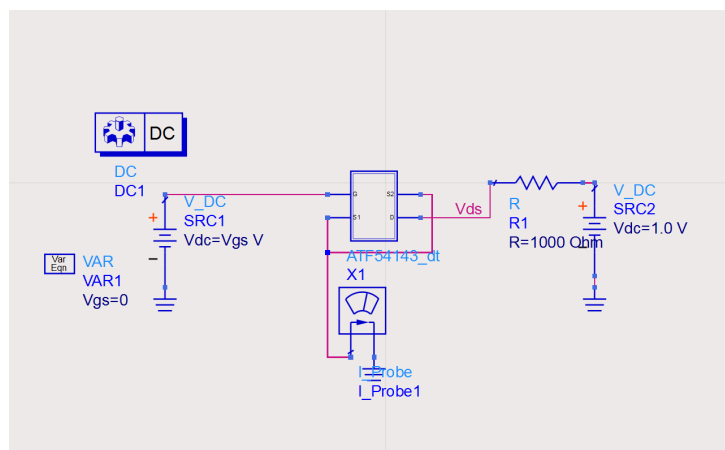 DC
DC
DC1
V_DC
SRC1
Vdc=Vgs V
Var
Eqn
VAR
VAR1
Vgs=0
G
S2
S1
D
ATF54143_dt
X1
I_Probe
I_Probe1
Vds
R
R1
R=1000 Ohm
V_DC
SRC2
Vdc=1.0 V